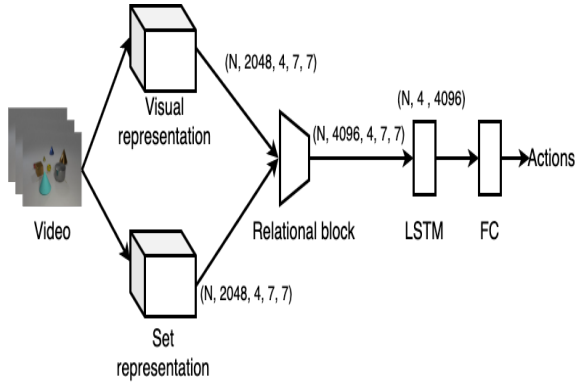 (N, 2048, 4, 7, 7)
Visual
representation
(N, 4 , 4096)
(N, 4096, 4, 7, 7)
Actions
Video
Relational block
LSTM
FC
(N, 2048, 4, 7, 7)
Set
representation